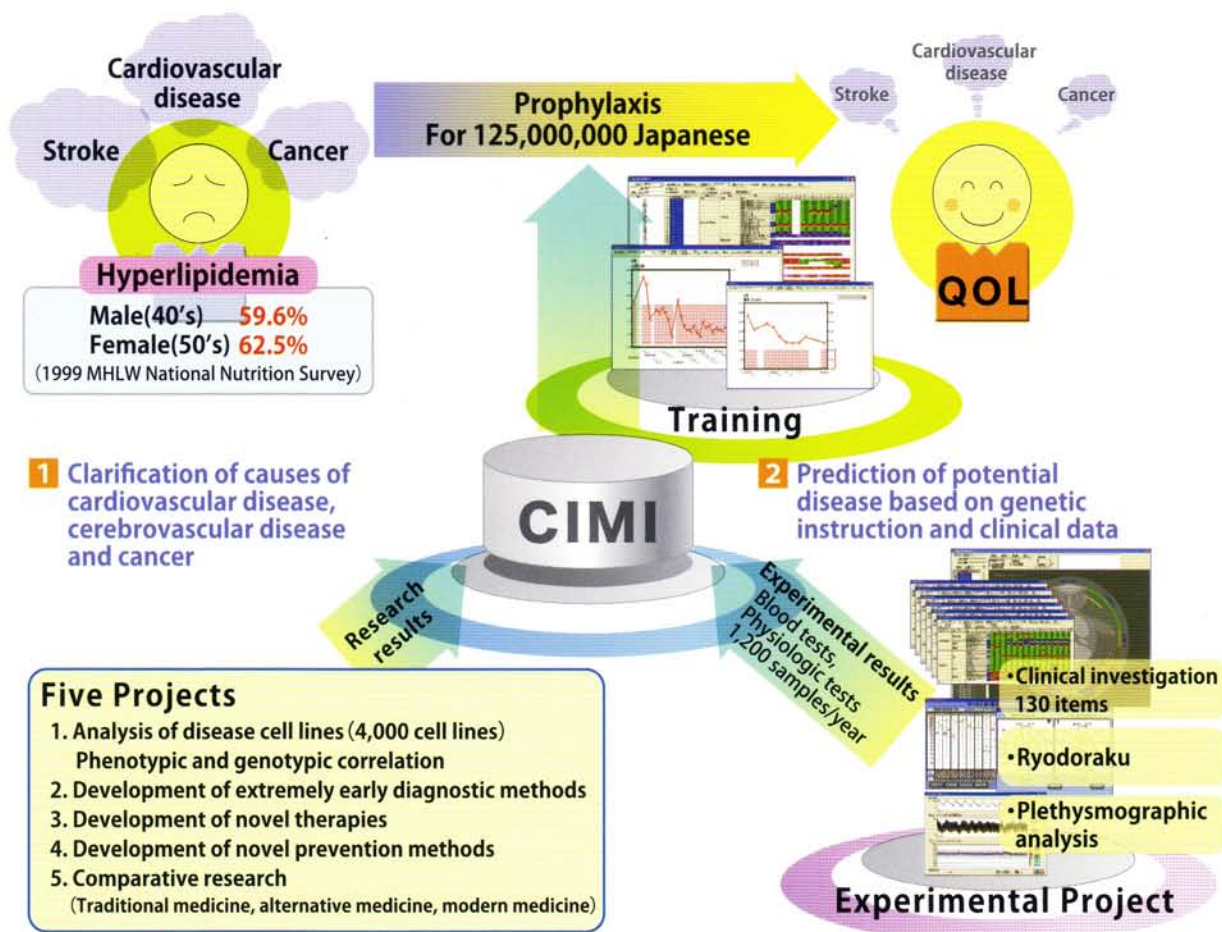 Cardiovascular
disease
Stroke
Cancer
Hyperlipidemia
Male(40's) 59.6%
Female(50's) 62.5%
(1999 MHLW National Nutrition Survey)
Prophylaxis
For 125,000,000 Japanese
Cardiovascular
disease
Stroke
Cancer
QOL
Training
1 Clarification of causes of
cardiovascular disease,
cerebrovascular disease
and cancer
CIMI
2 Prediction of potential
disease based on genetic
instruction and clinical data
Research
results
Experimental results
Blood tests,
Physiologic tests
1,200 samples/year
Five Projects
1. Analysis of disease cell lines (4,000 cell lines)
Phenotypic and genotypic correlation
2. Development of extremely early diagnostic methods
3. Development of novel therapies
4. Development of novel prevention methods
5. Comparative research
(Traditional medicine, alternative medicine, modern medicine)
•Clinical investigation
130 items
•Ryodoraku
•Plethysmographic
analysis
Experimental Project